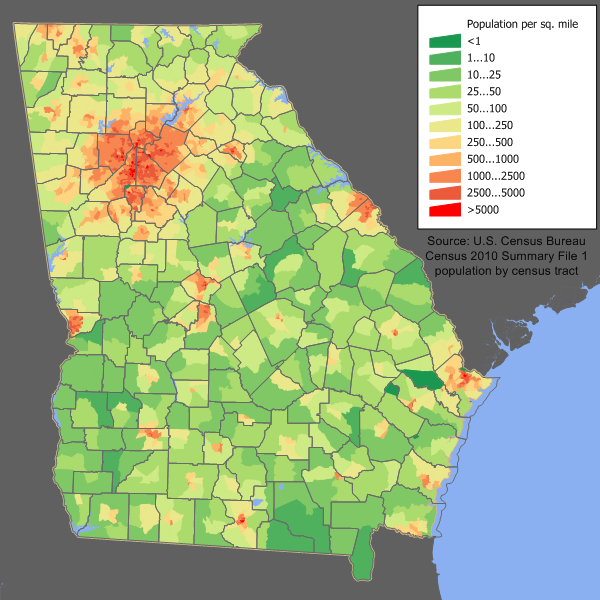 Population per sq. mile
<1
1...10
10...25
25...50
50...100
100...250
250...500
500...1000
1000...2500
2500...5000
>5000
Source: U.S. Census Bureau
Census 2010 Summary File 1
population by census tract